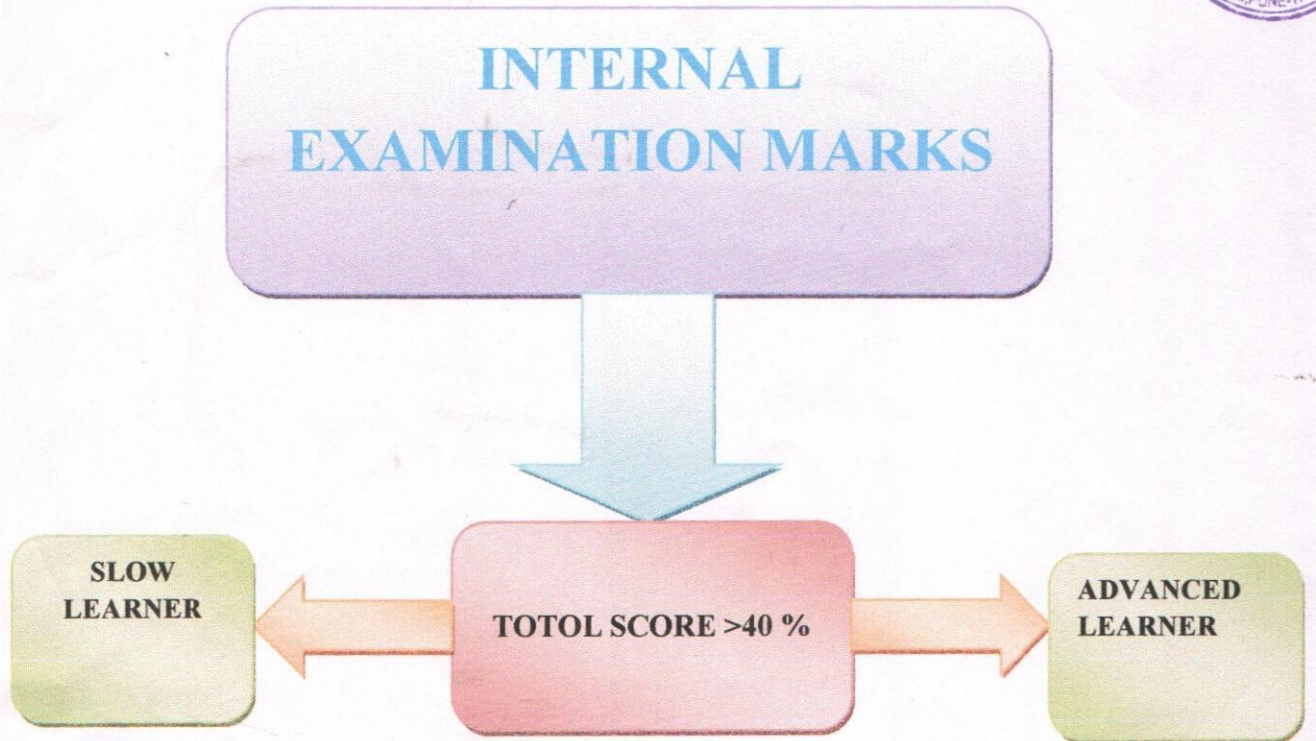 INTERNAL
EXAMINATION MARKS
SLOW
LEARNER
TOTOL SCORE >40 %
ADVANCED
LEARNER